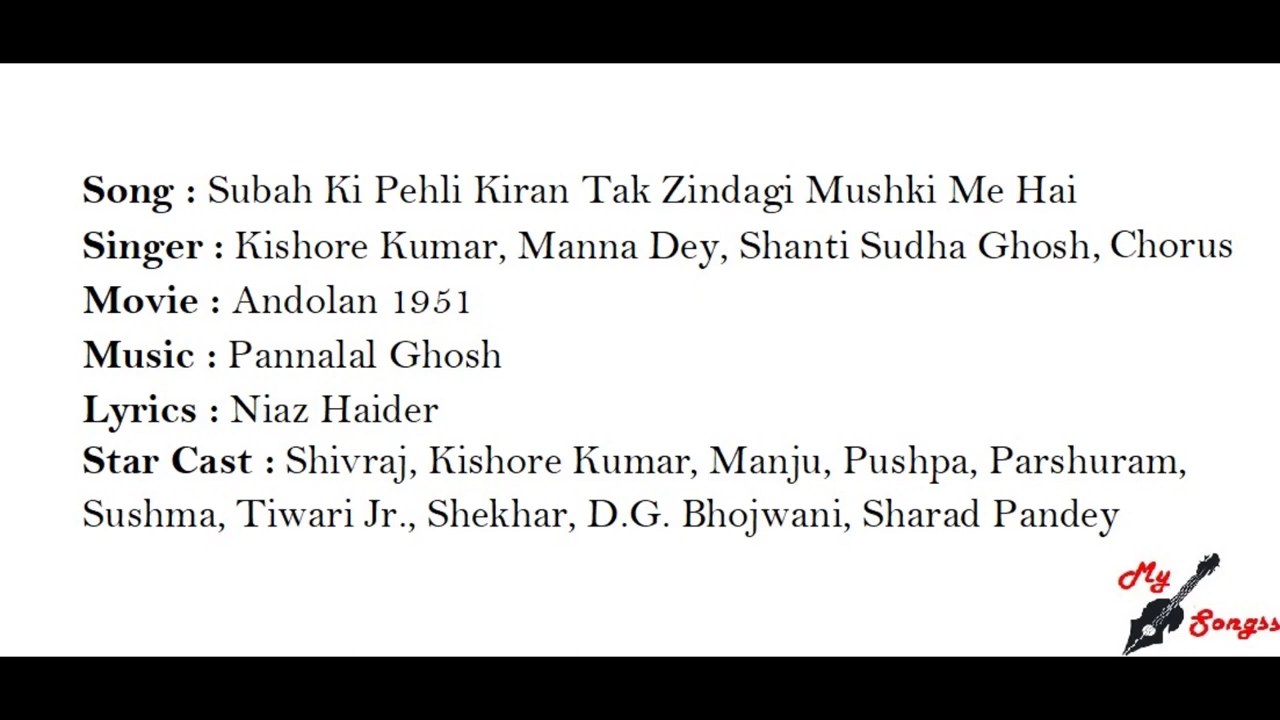 Song : Subah Ki Pehli Kiran Tak Zindagi Mushki Me Hai
Singer : Kishore Kumar, Manna Dey, Shanti Sudha Ghosh, Chorus
Movie : Andolan 1951
Music : Pannalal Ghosh
Lyrics : Niaz Haider
Star Cast : Shivraj, Kishore Kumar, Manju, Pushpa, Parshuram,
Sushma, Tiwari Jr., Shekhar, D.G. Bhojwani, Sharad Pandey
My
Songss